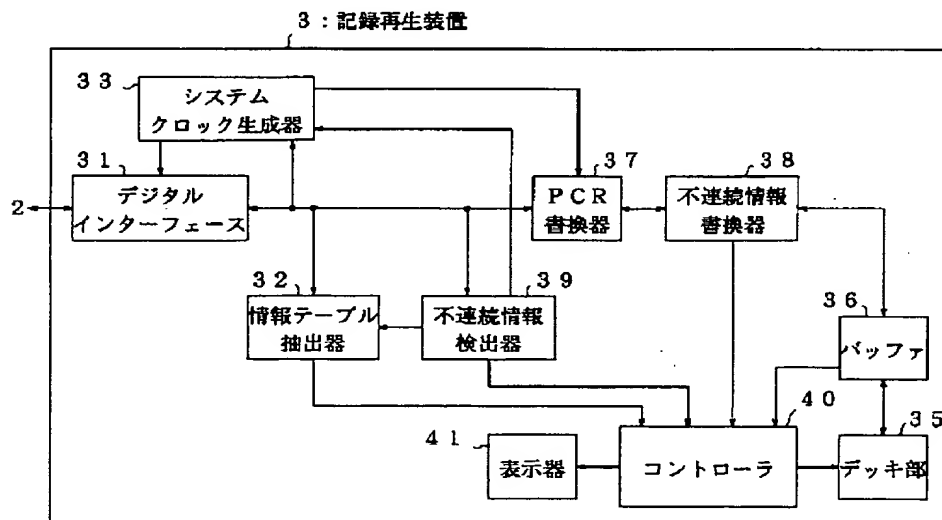 ３：記録再生装置
３３
システム
クロック生成器
３１
デジタル
インターフェース
2
３７
ＰＣＲ
書換器
３８
不連続情報
書換器
３２
情報テーブル
抽出器
３９
不連続情報
検出器
３６
バッファ
４０
コントローラ
３５
デッキ部
４１
表示器